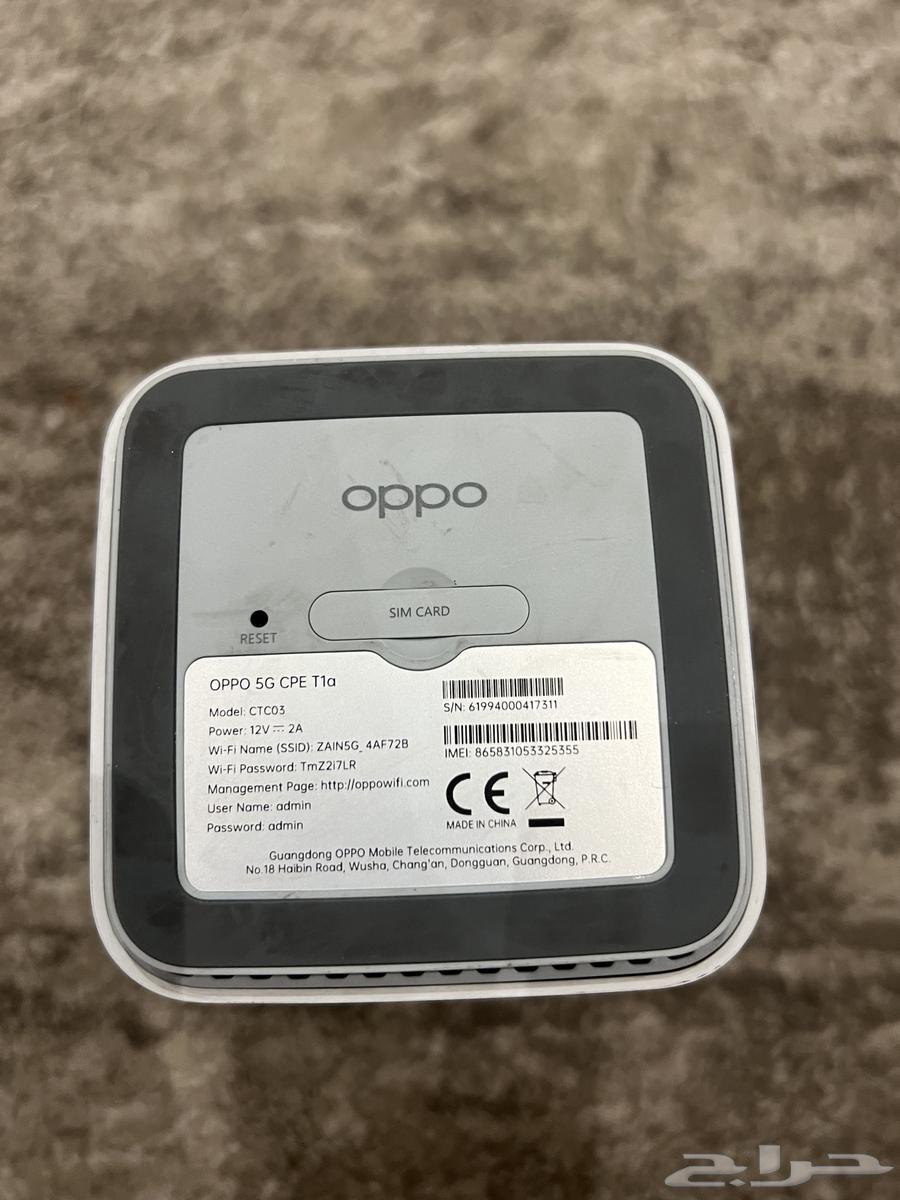 oppo
SIM CARD
RESET
OPPO 5G CPE T1a
Model: CTC03
Power: 12V ⎓ 2A
Wi-Fi Name (SSID): ZAIN5G_4AF72B
Wi-Fi Password: TmZ2i7LR
Management Page: http://oppowifi.com
User Name: admin
Password: admin
S/N: 61994000417311
IMEI: 865831053325355
CE
MADE IN CHINA
Guangdong OPPO Mobile Telecommunications Corp., Ltd.
No.18 Haibin Road, Wusha, Chang'an, Dongguan, Guangdong, P.R.C.
حراج